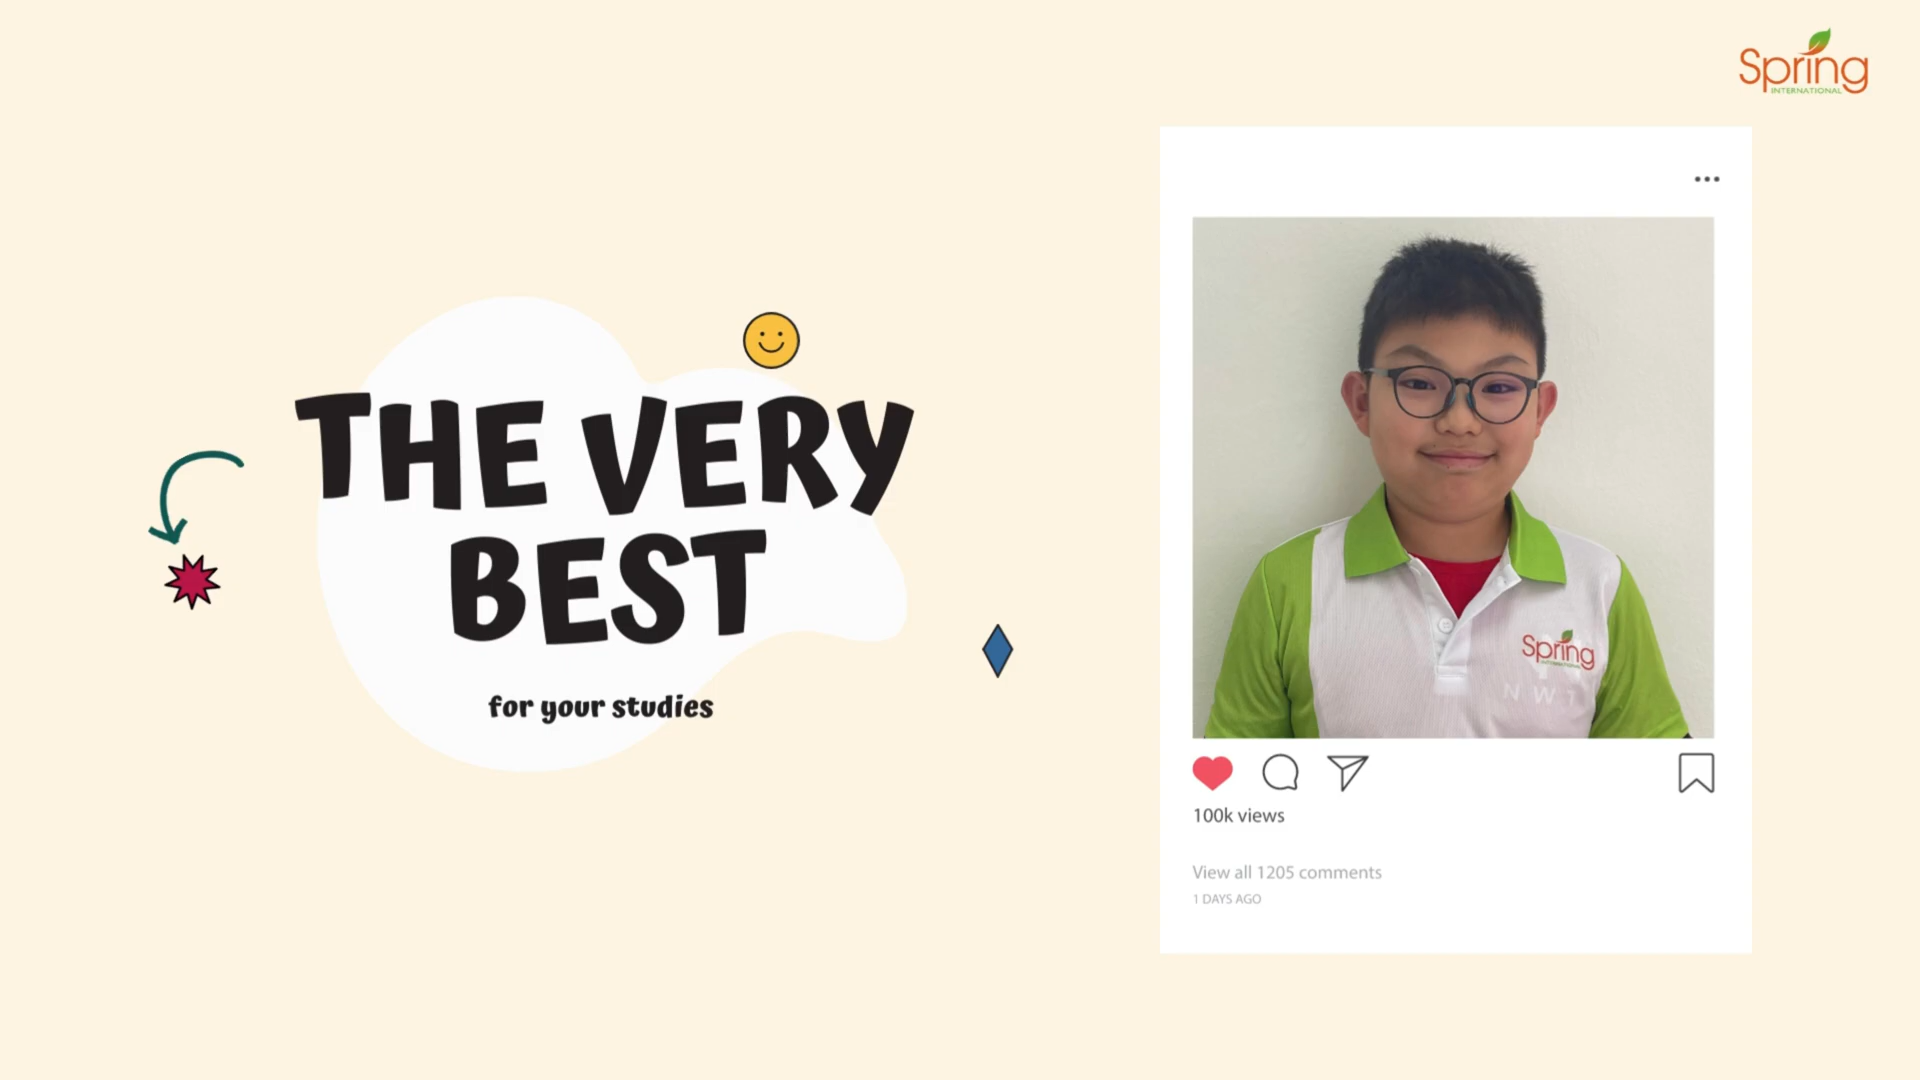 Spring
INTERNATIONAL
THE VERY
BEST
for your studies
Spring
100k views
View all 1205 comments
1 DAYS AGO